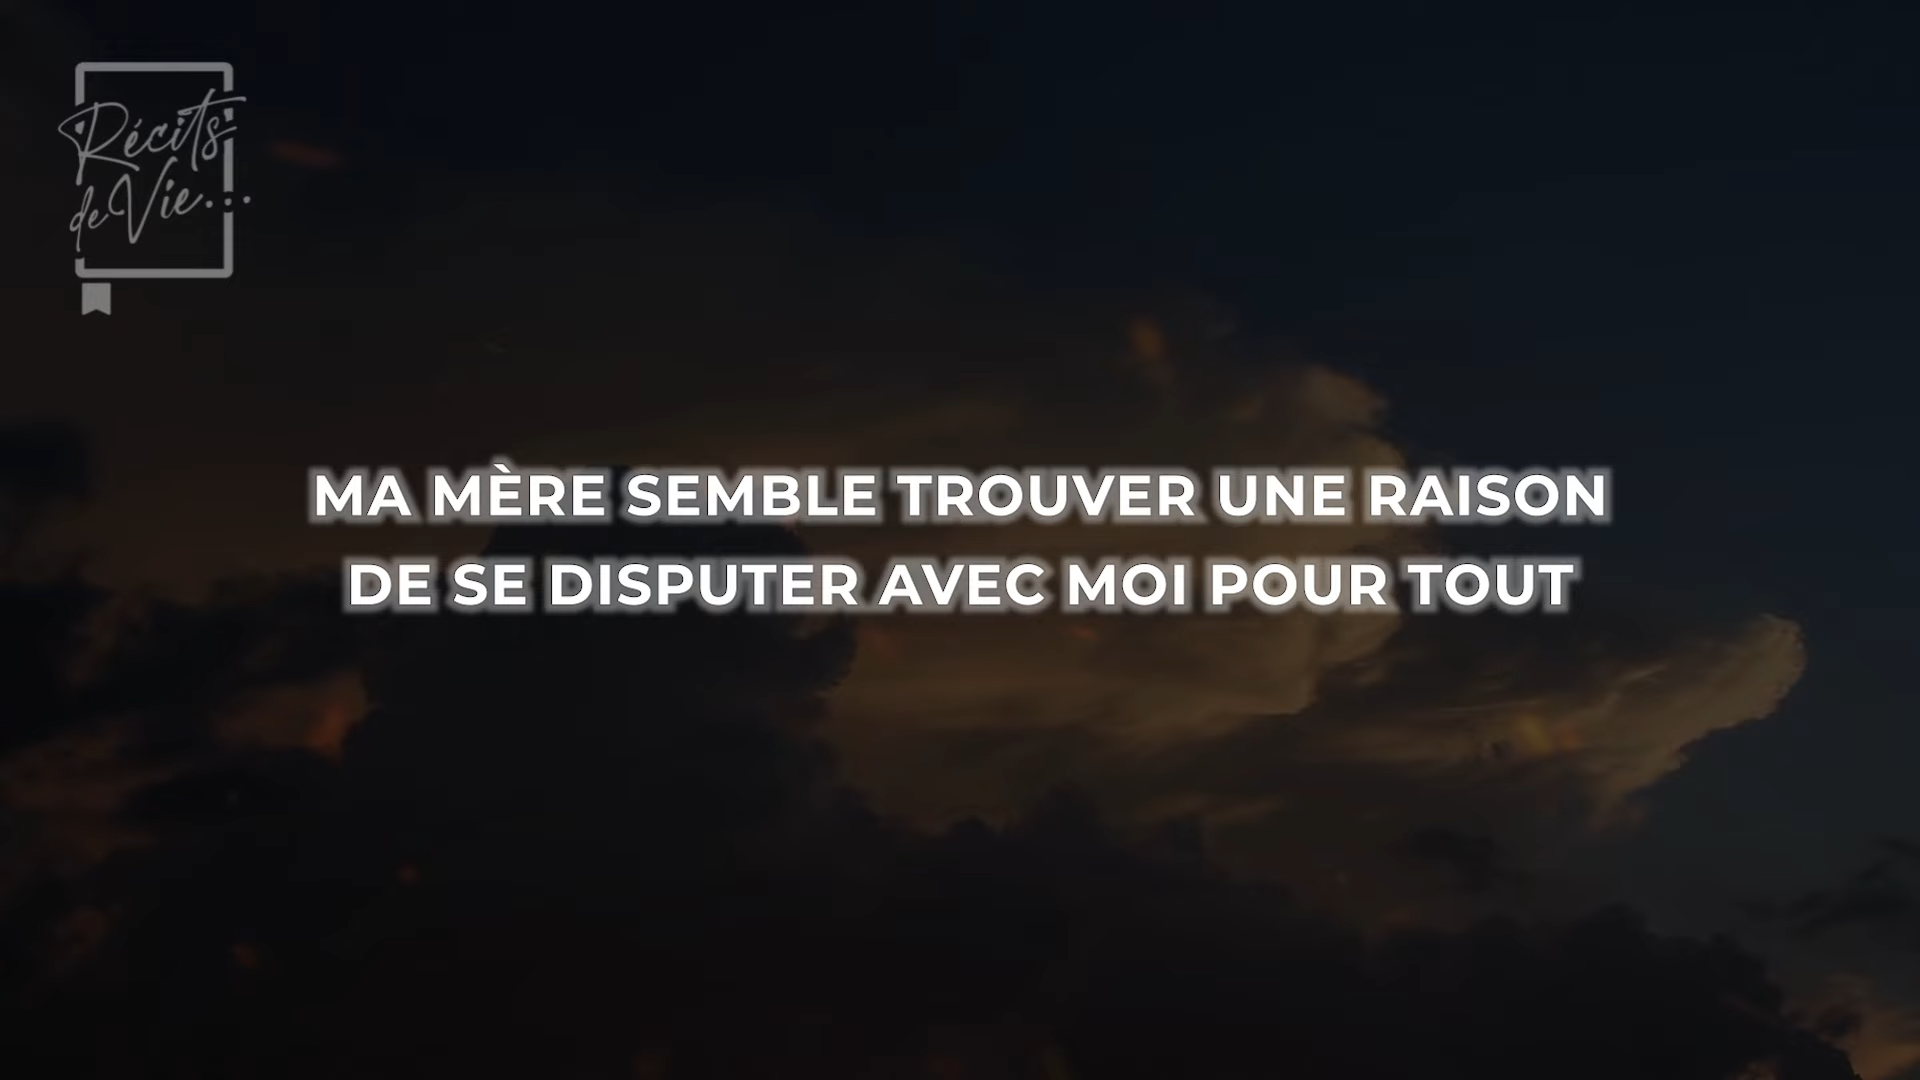 Récits
de Vie...
MA MÈRE SEMBLE TROUVER UNE RAISON
DE SE DISPUTER AVEC MOI POUR TOUT